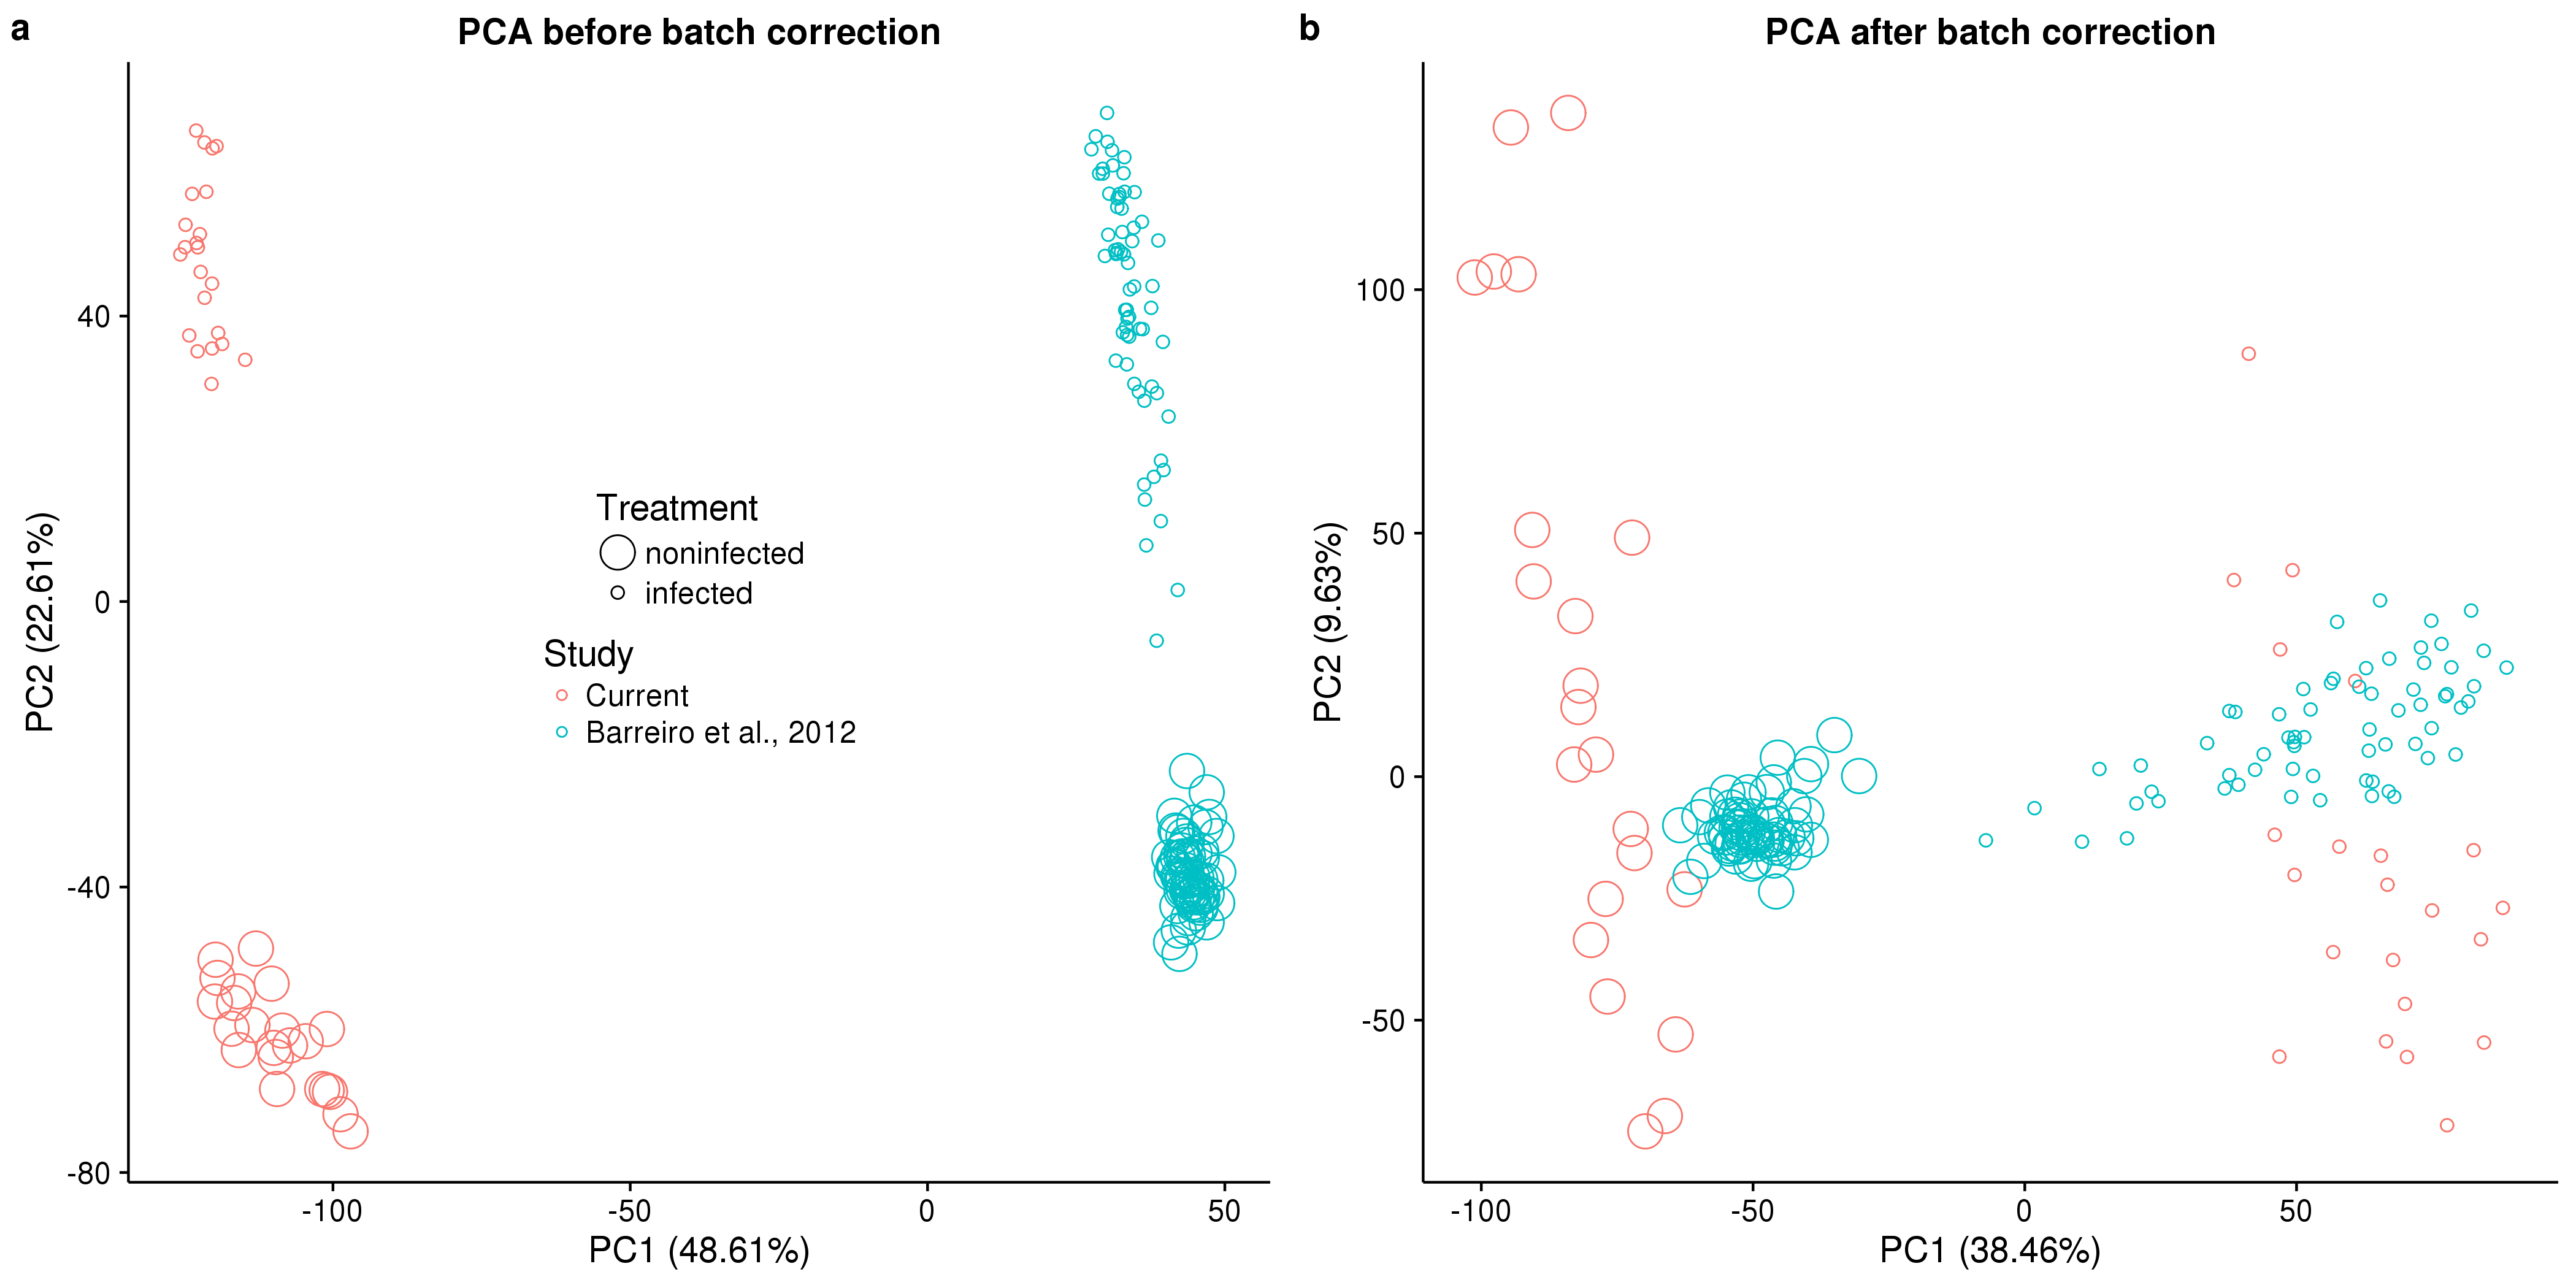 a
PCA before batch correction
PC2 (22.61%)
40
0
-40
-80
Treatment
noninfected
infected
Study
Current
Barreiro et al., 2012
-100
-50
0
50
PC1 (48.61%)
b
PCA after batch correction
PC2 (9.63%)
100
50
0
-50
-100
-50
0
50
PC1 (38.46%)